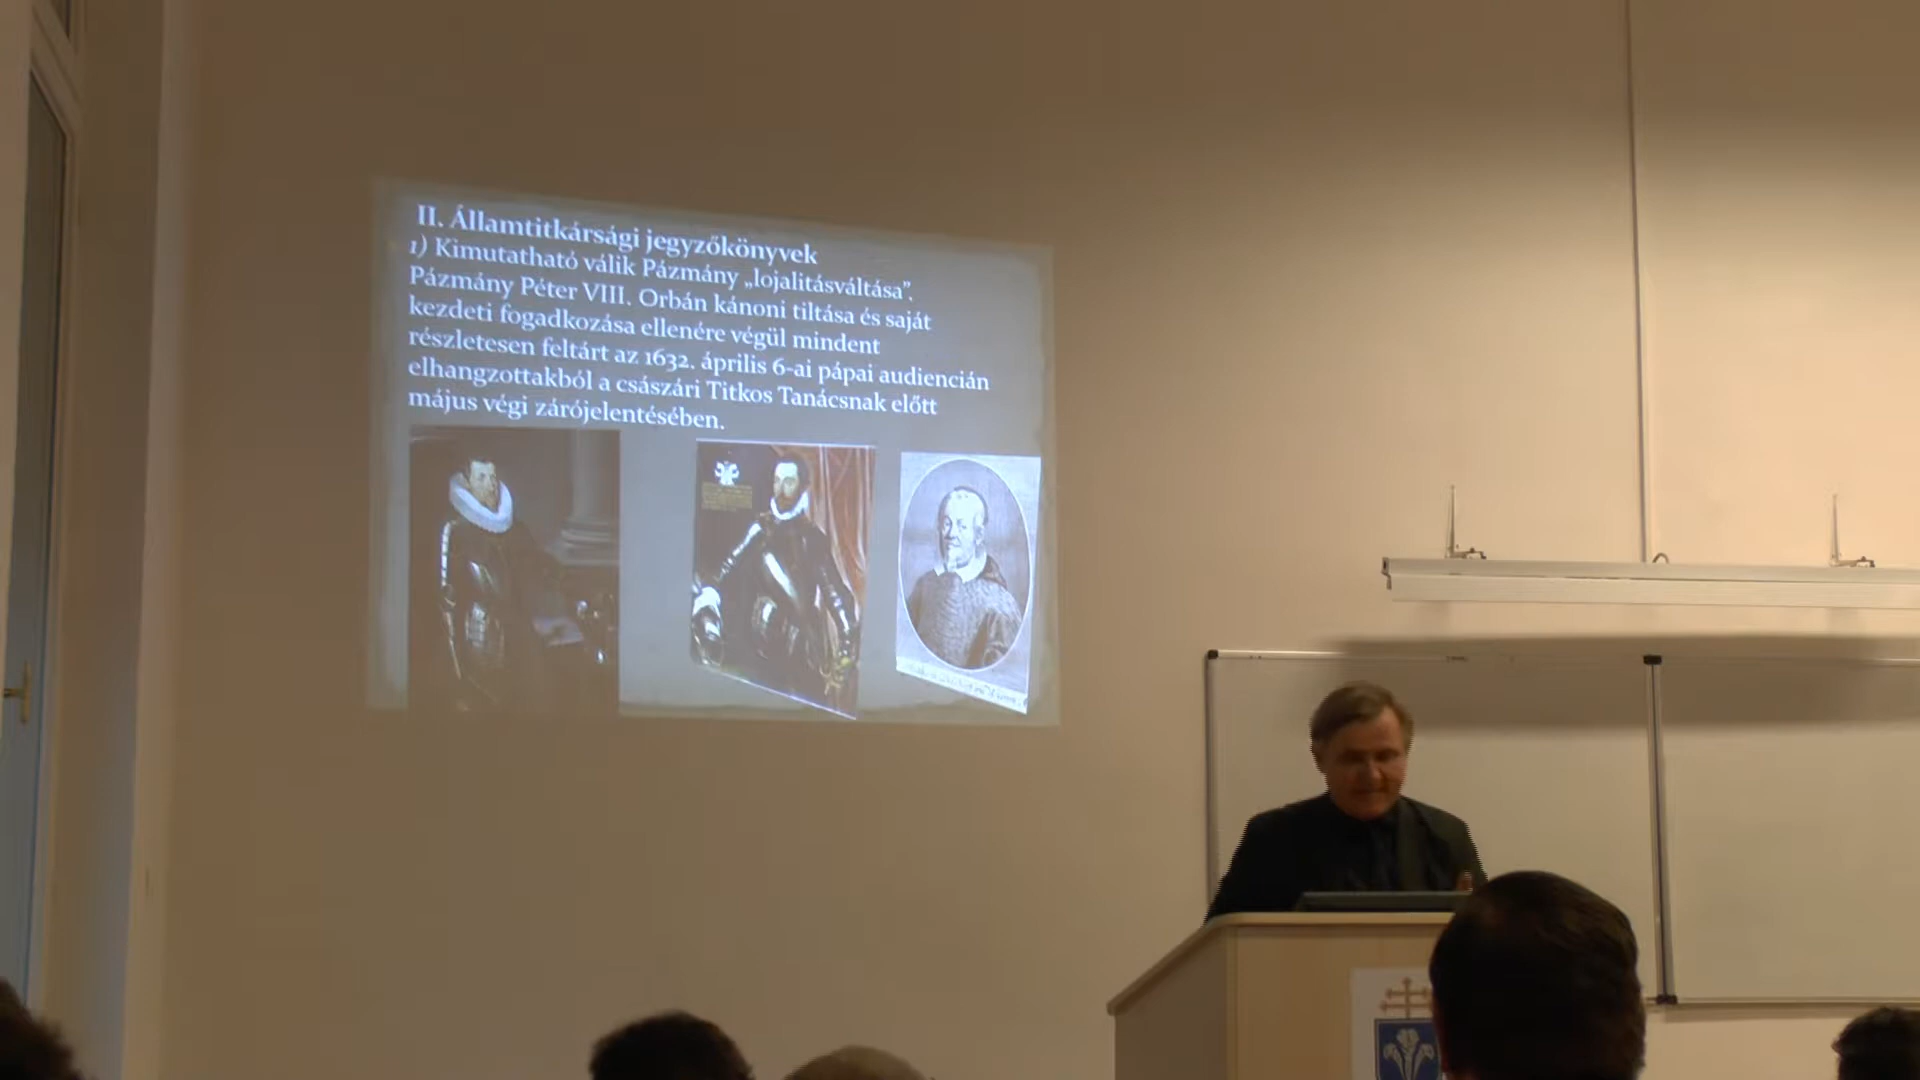 II. Államtitkársági jegyzőkönyvek
1) Kimutatható válik Pázmány „lojalitásváltása”.
Pázmány Péter VIII. Orbán kánoni tiltása és saját
kezdeti fogadkozása ellenére végül mindent
részletesen feltárt az 1632. április 6-ai pápai audiencián
elhangzottakból a császári Titkos Tanácsnak előtt
május végi zárójelentésében.